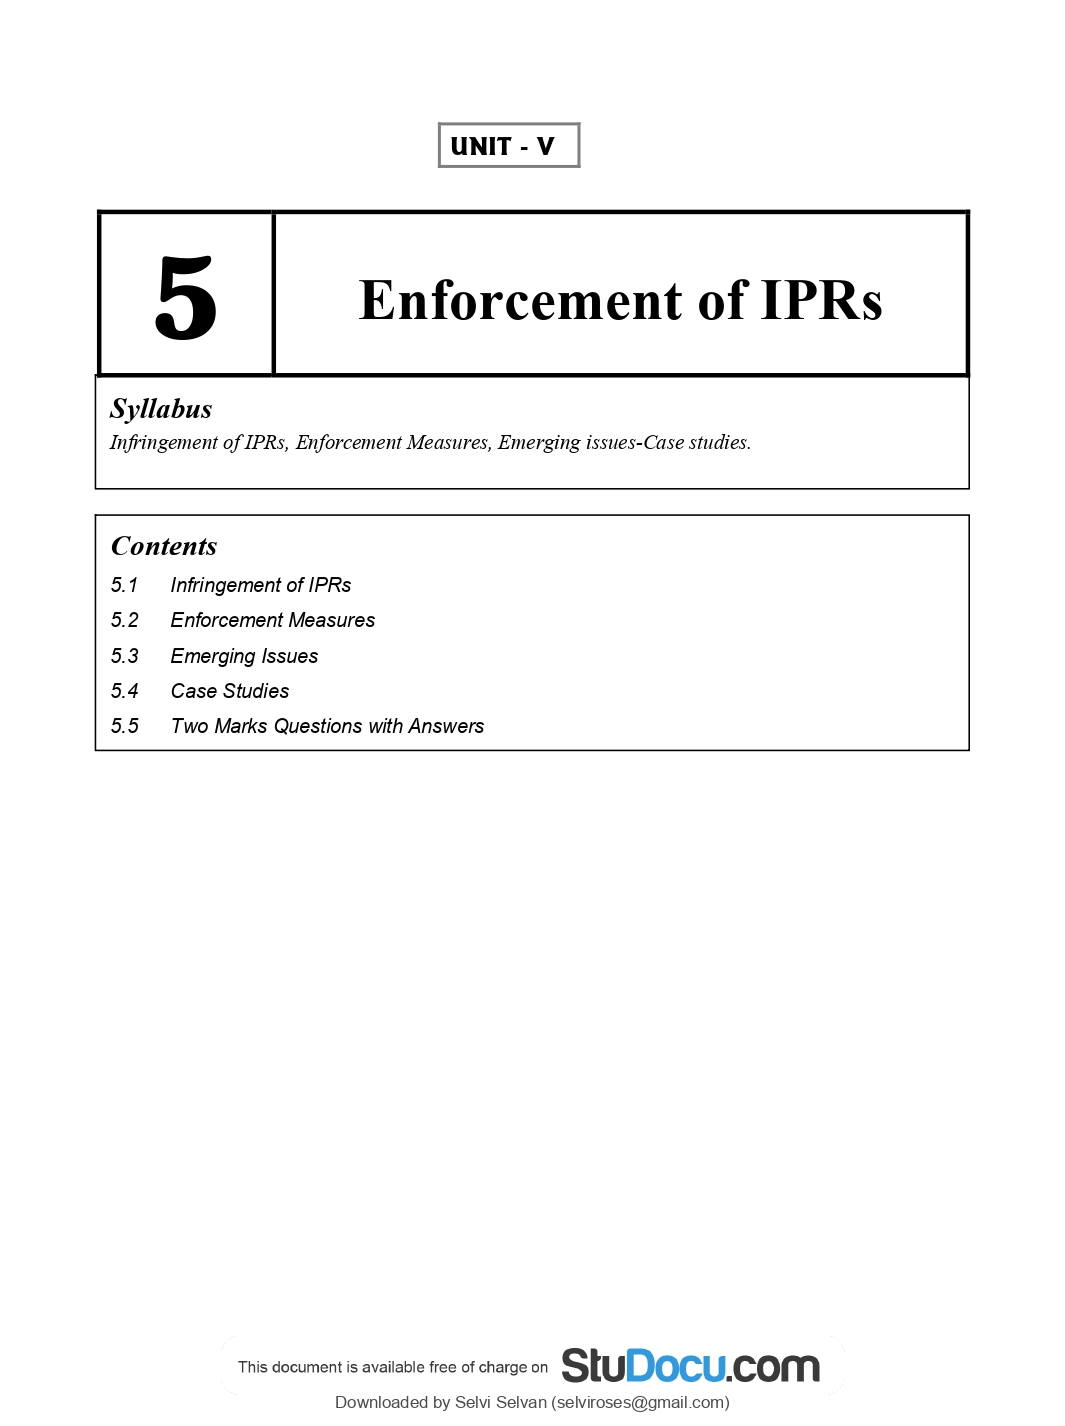 UNIT - V
5
Enforcement of IPRs
Syllabus
Infringement of IPRs, Enforcement Measures, Emerging issues-Case studies.
Contents
5.1 Infringement of IPRs
5.2 Enforcement Measures
5.3 Emerging Issues
5.4 Case Studies
5.5 Two Marks Questions with Answers
This document is available free of charge on StuDocu.com
Downloaded by Selvi Selvan (selviroses@gmail.com)